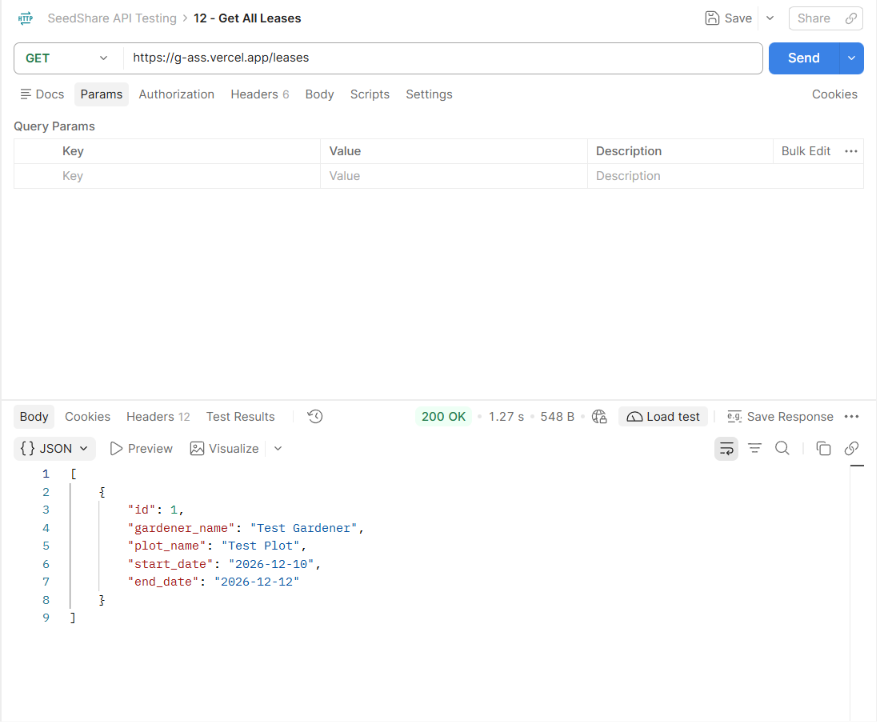 HTTP SeedShare API Testing > 12 - Get All Leases Save Share
GET https://g-ass.vercel.app/leases Send
Docs Params Authorization Headers 6 Body Scripts Settings Cookies
Query Params
Key Value Description Bulk Edit ...
Key Value Description
Body Cookies Headers 12 Test Results 200 OK • 1.27 s • 548 B • Load test e.g. Save Response ...
{} JSON Preview Visualize
1 [
2 {
3 "id": 1,
4 "gardener_name": "Test Gardener",
5 "plot_name": "Test Plot",
6 "start_date": "2026-12-10",
7 "end_date": "2026-12-12"
8 }
9 ]